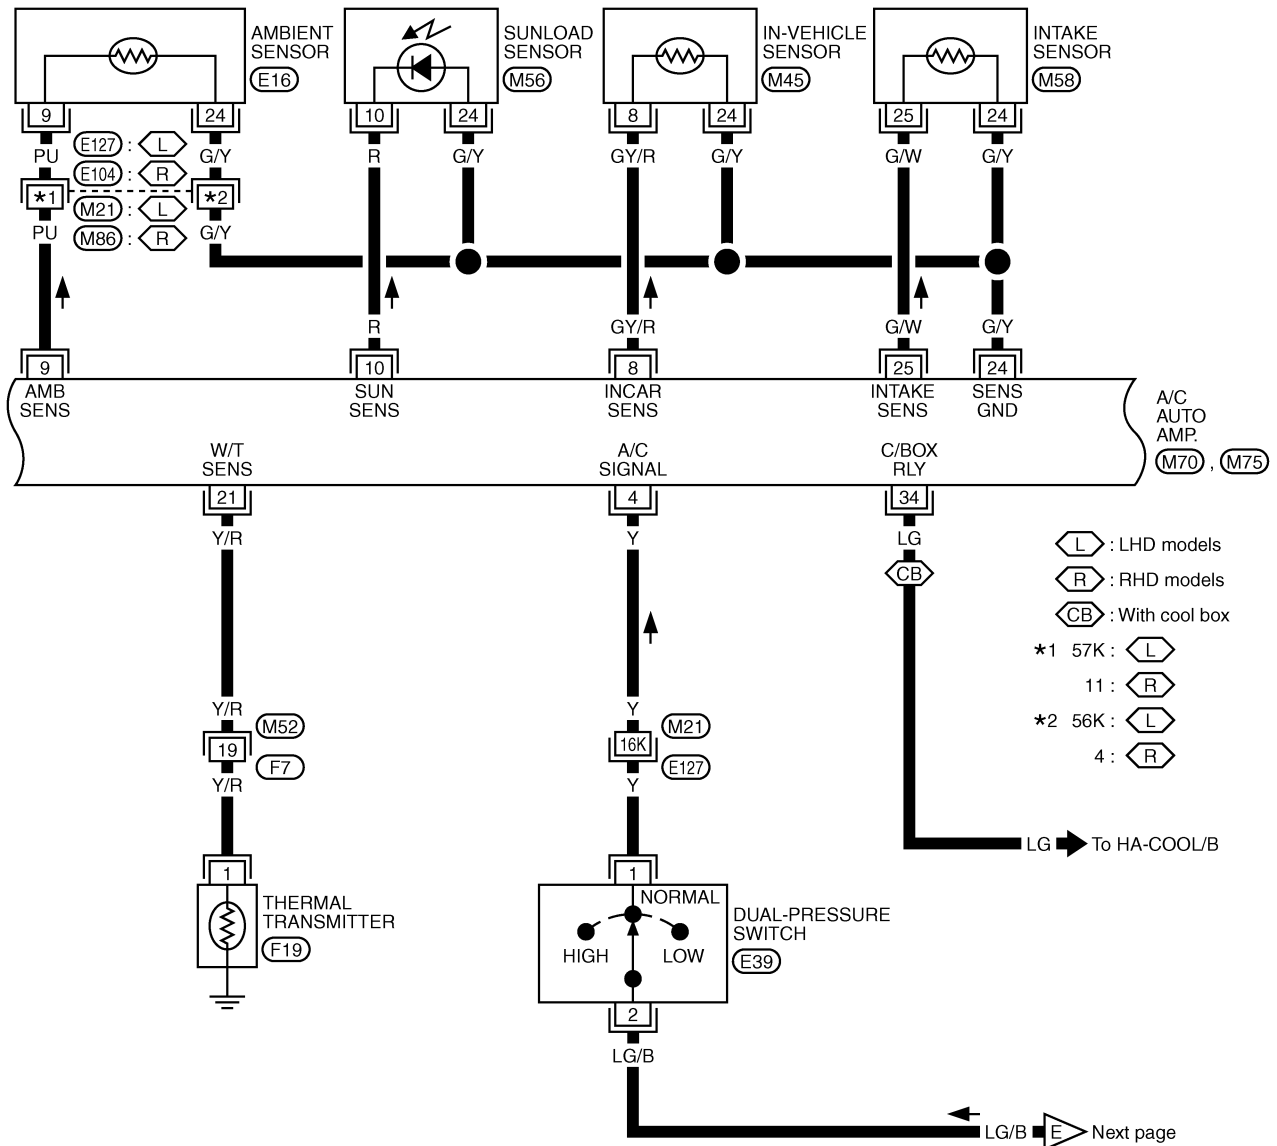 AMBIENT
SENSOR
E16
SUNLOAD
SENSOR
M56
IN-VEHICLE
SENSOR
M45
INTAKE
SENSOR
M58
9
24
10
24
8
24
25
24
PU
E127 : L
G/Y
R
G/Y
GY/R
G/Y
G/W
G/Y
E104 : R
*1
*2
M21 : L
PU
M86 : R
G/Y
R
GY/R
G/W
G/Y
9
10
8
25
24
AMB
SENS
SUN
SENS
INCAR
SENS
INTAKE
SENS
SENS
GND
A/C
AUTO
AMP.
M70 , M75
W/T
SENS
A/C
SIGNAL
C/BOX
RLY
21
4
34
Y/R
Y
LG
CB
L : LHD models
R : RHD models
CB : With cool box
*1 57K : L
11 : R
*2 56K : L
4 : R
Y/R
M52
19
F7
Y/R
Y
M21
16K
E127
Y
LG To HA-COOL/B
1
THERMAL
TRANSMITTER
F19
1
NORMAL
HIGH
LOW
DUAL-PRESSURE
SWITCH
E39
2
LG/B
LG/B E Next page